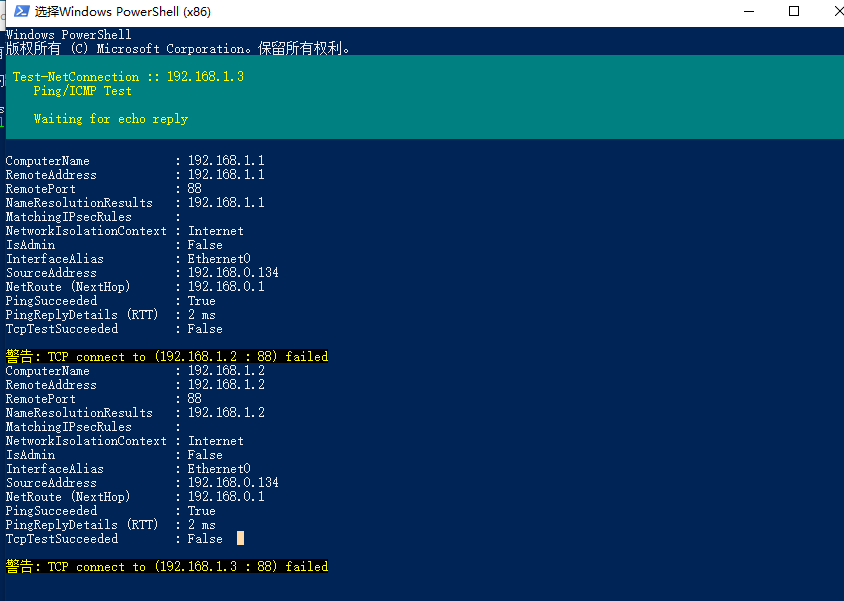 选择Windows PowerShell (x86)
Windows PowerShell
版权所有 (C) Microsoft Corporation。保留所有权利。
Test-NetConnection :: 192.168.1.3
Ping/ICMP Test
Waiting for echo reply
ComputerName : 192.168.1.1
RemoteAddress : 192.168.1.1
RemotePort : 88
NameResolutionResults : 192.168.1.1
MatchingIPsecRules :
NetworkIsolationContext : Internet
IsAdmin : False
InterfaceAlias : Ethernet0
SourceAddress : 192.168.0.134
NetRoute (NextHop) : 192.168.0.1
PingSucceeded : True
PingReplyDetails (RTT) : 2 ms
TcpTestSucceeded : False
警告: TCP connect to (192.168.1.2 : 88) failed
ComputerName : 192.168.1.2
RemoteAddress : 192.168.1.2
RemotePort : 88
NameResolutionResults : 192.168.1.2
MatchingIPsecRules :
NetworkIsolationContext : Internet
IsAdmin : False
InterfaceAlias : Ethernet0
SourceAddress : 192.168.0.134
NetRoute (NextHop) : 192.168.0.1
PingSucceeded : True
PingReplyDetails (RTT) : 2 ms
TcpTestSucceeded : False
警告: TCP connect to (192.168.1.3 : 88) failed